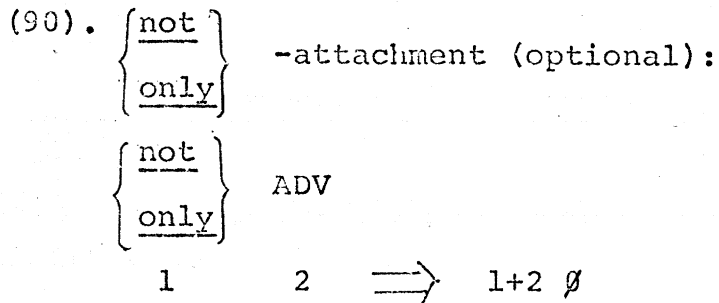 (90). { not
only } -attachment (optional):
{ not
only } ADV
1 2 ⟹ 1+2 ∅